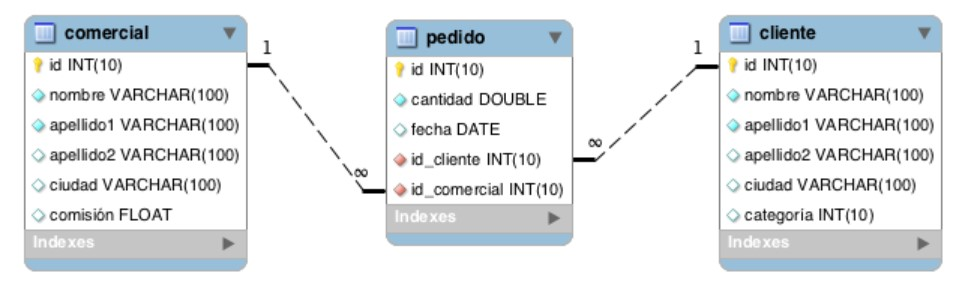 comercial
id INT(10)
nombre VARCHAR(100)
apellido1 VARCHAR(100)
apellido2 VARCHAR(100)
ciudad VARCHAR(100)
comisión FLOAT
Indexes
1
∞
pedido
id INT(10)
cantidad DOUBLE
fecha DATE
id_cliente INT(10)
id_comercial INT(10)
Indexes
∞
1
cliente
id INT(10)
nombre VARCHAR(100)
apellido1 VARCHAR(100)
apellido2 VARCHAR(100)
ciudad VARCHAR(100)
categoría INT(10)
Indexes